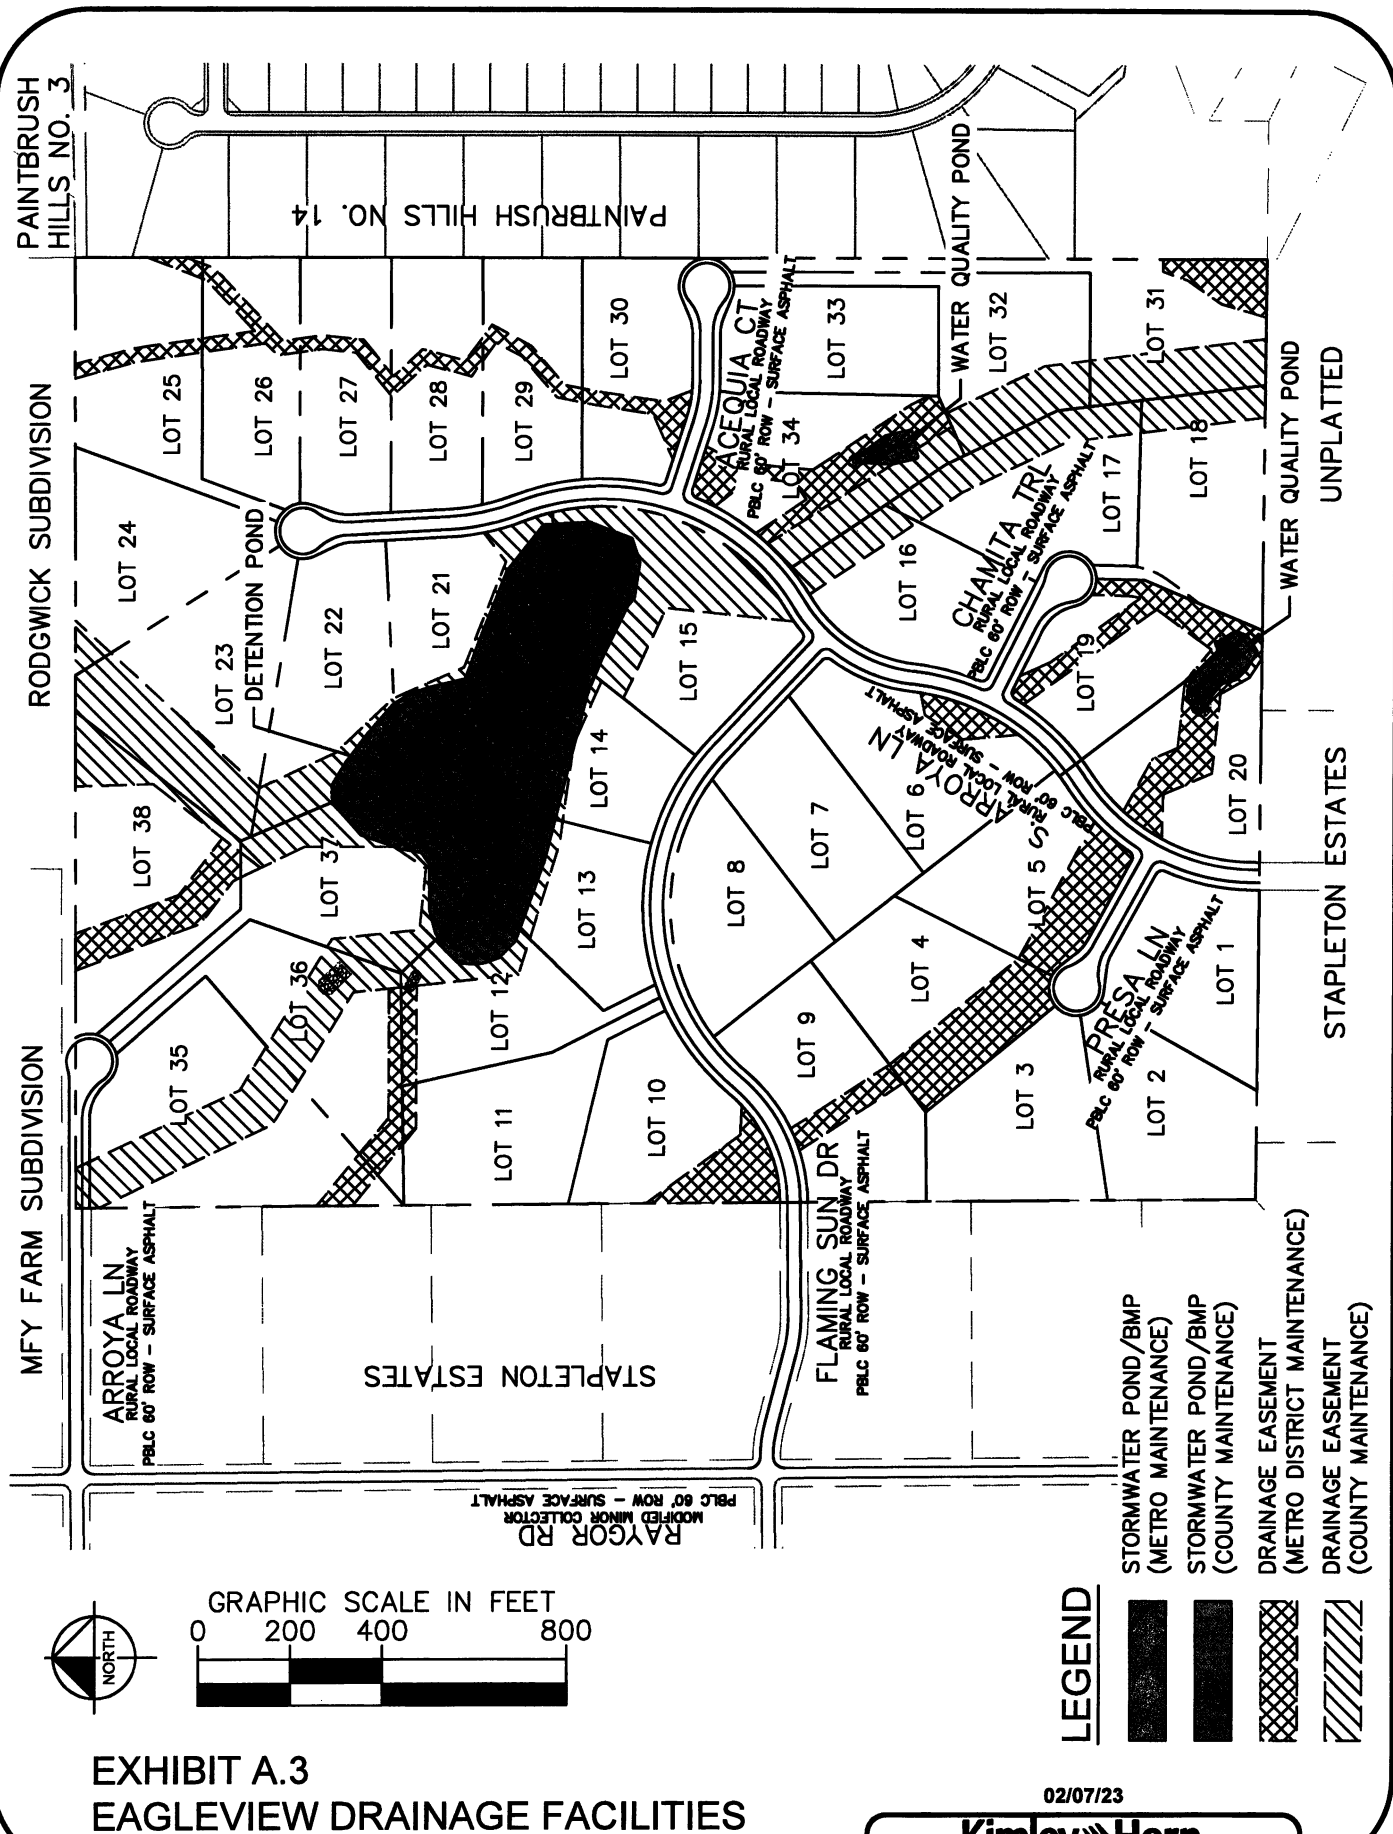 PAINTBRUSH
HILLS NO. 3
PAINTBRUSH HILLS NO. 14
RODGWICK SUBDIVISION
MFY FARM SUBDIVISION
UNPLATTED
STAPLETON ESTATES
STAPLETON ESTATES
WATER QUALITY POND
WATER QUALITY POND
DETENTION POND
LOT 1
LOT 2
LOT 3
LOT 4
LOT 5
LOT 6
LOT 7
LOT 8
LOT 9
LOT 10
LOT 11
LOT 12
LOT 13
LOT 14
LOT 15
LOT 16
LOT 17
LOT 18
LOT 19
LOT 20
LOT 21
LOT 22
LOT 23
LOT 24
LOT 25
LOT 26
LOT 27
LOT 28
LOT 29
LOT 30
LOT 31
LOT 32
LOT 33
LOT 34
LOT 35
LOT 36
LOT 37
LOT 38
ACEQUIA CT
RURAL LOCAL ROADWAY
PBLC 60' ROW - SURFACE ASPHALT
CHAMITA TRL
RURAL LOCAL ROADWAY
PBLC 60' ROW - SURFACE ASPHALT
S. ARROYA LN
RURAL LOCAL ROADWAY
PBLC 60' ROW - SURFACE ASPHALT
PRESA LN
RURAL LOCAL ROADWAY
PBLC 60' ROW - SURFACE ASPHALT
FLAMING SUN DR
RURAL LOCAL ROADWAY
PBLC 60' ROW - SURFACE ASPHALT
ARROYA LN
RURAL LOCAL ROADWAY
PBLC 60' ROW - SURFACE ASPHALT
RAYGOR RD
MODIFIED MINOR COLLECTOR
PBLC 60' ROW - SURFACE ASPHALT
NORTH
GRAPHIC SCALE IN FEET
0 200 400 800
LEGEND
STORMWATER POND/BMP
(METRO MAINTENANCE)
STORMWATER POND/BMP
(COUNTY MAINTENANCE)
DRAINAGE EASEMENT
(METRO DISTRICT MAINTENANCE)
DRAINAGE EASEMENT
(COUNTY MAINTENANCE)
EXHIBIT A.3
EAGLEVIEW DRAINAGE FACILITIES
02/07/23
Kimley»Horn